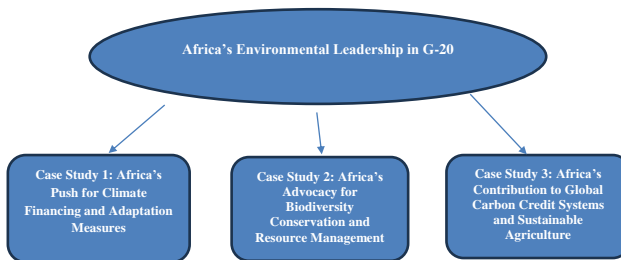 Africa's Environmental Leadership in G-20
Case Study 1: Africa's
Push for Climate
Financing and Adaptation
Measures
Case Study 2: Africa's
Advocacy for
Biodiversity
Conservation and
Resource Management
Case Study 3: Africa's
Contribution to Global
Carbon Credit Systems
and Sustainable
Agriculture